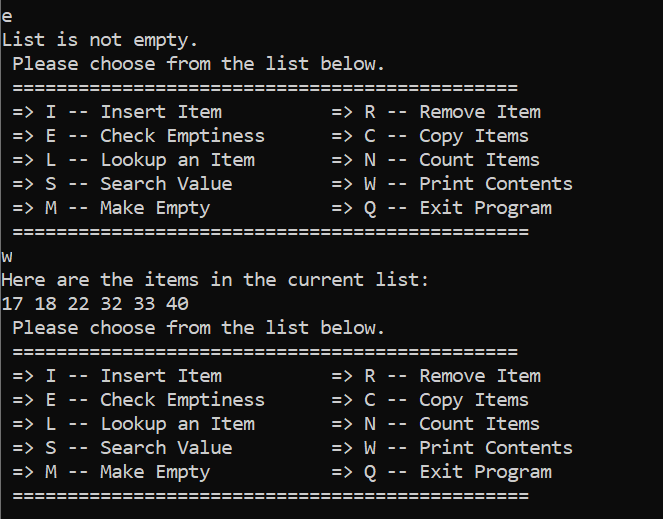 e
List is not empty.
 Please choose from the list below.
 ==============================================
 => I -- Insert Item          => R -- Remove Item
 => E -- Check Emptiness      => C -- Copy Items
 => L -- Lookup an Item       => N -- Count Items
 => S -- Search Value         => W -- Print Contents
 => M -- Make Empty           => Q -- Exit Program
 ===============================================
w
Here are the items in the current list:
17 18 22 32 33 40
 Please choose from the list below.
 ==============================================
 => I -- Insert Item          => R -- Remove Item
 => E -- Check Emptiness      => C -- Copy Items
 => L -- Lookup an Item       => N -- Count Items
 => S -- Search Value         => W -- Print Contents
 => M -- Make Empty           => Q -- Exit Program
 ===============================================